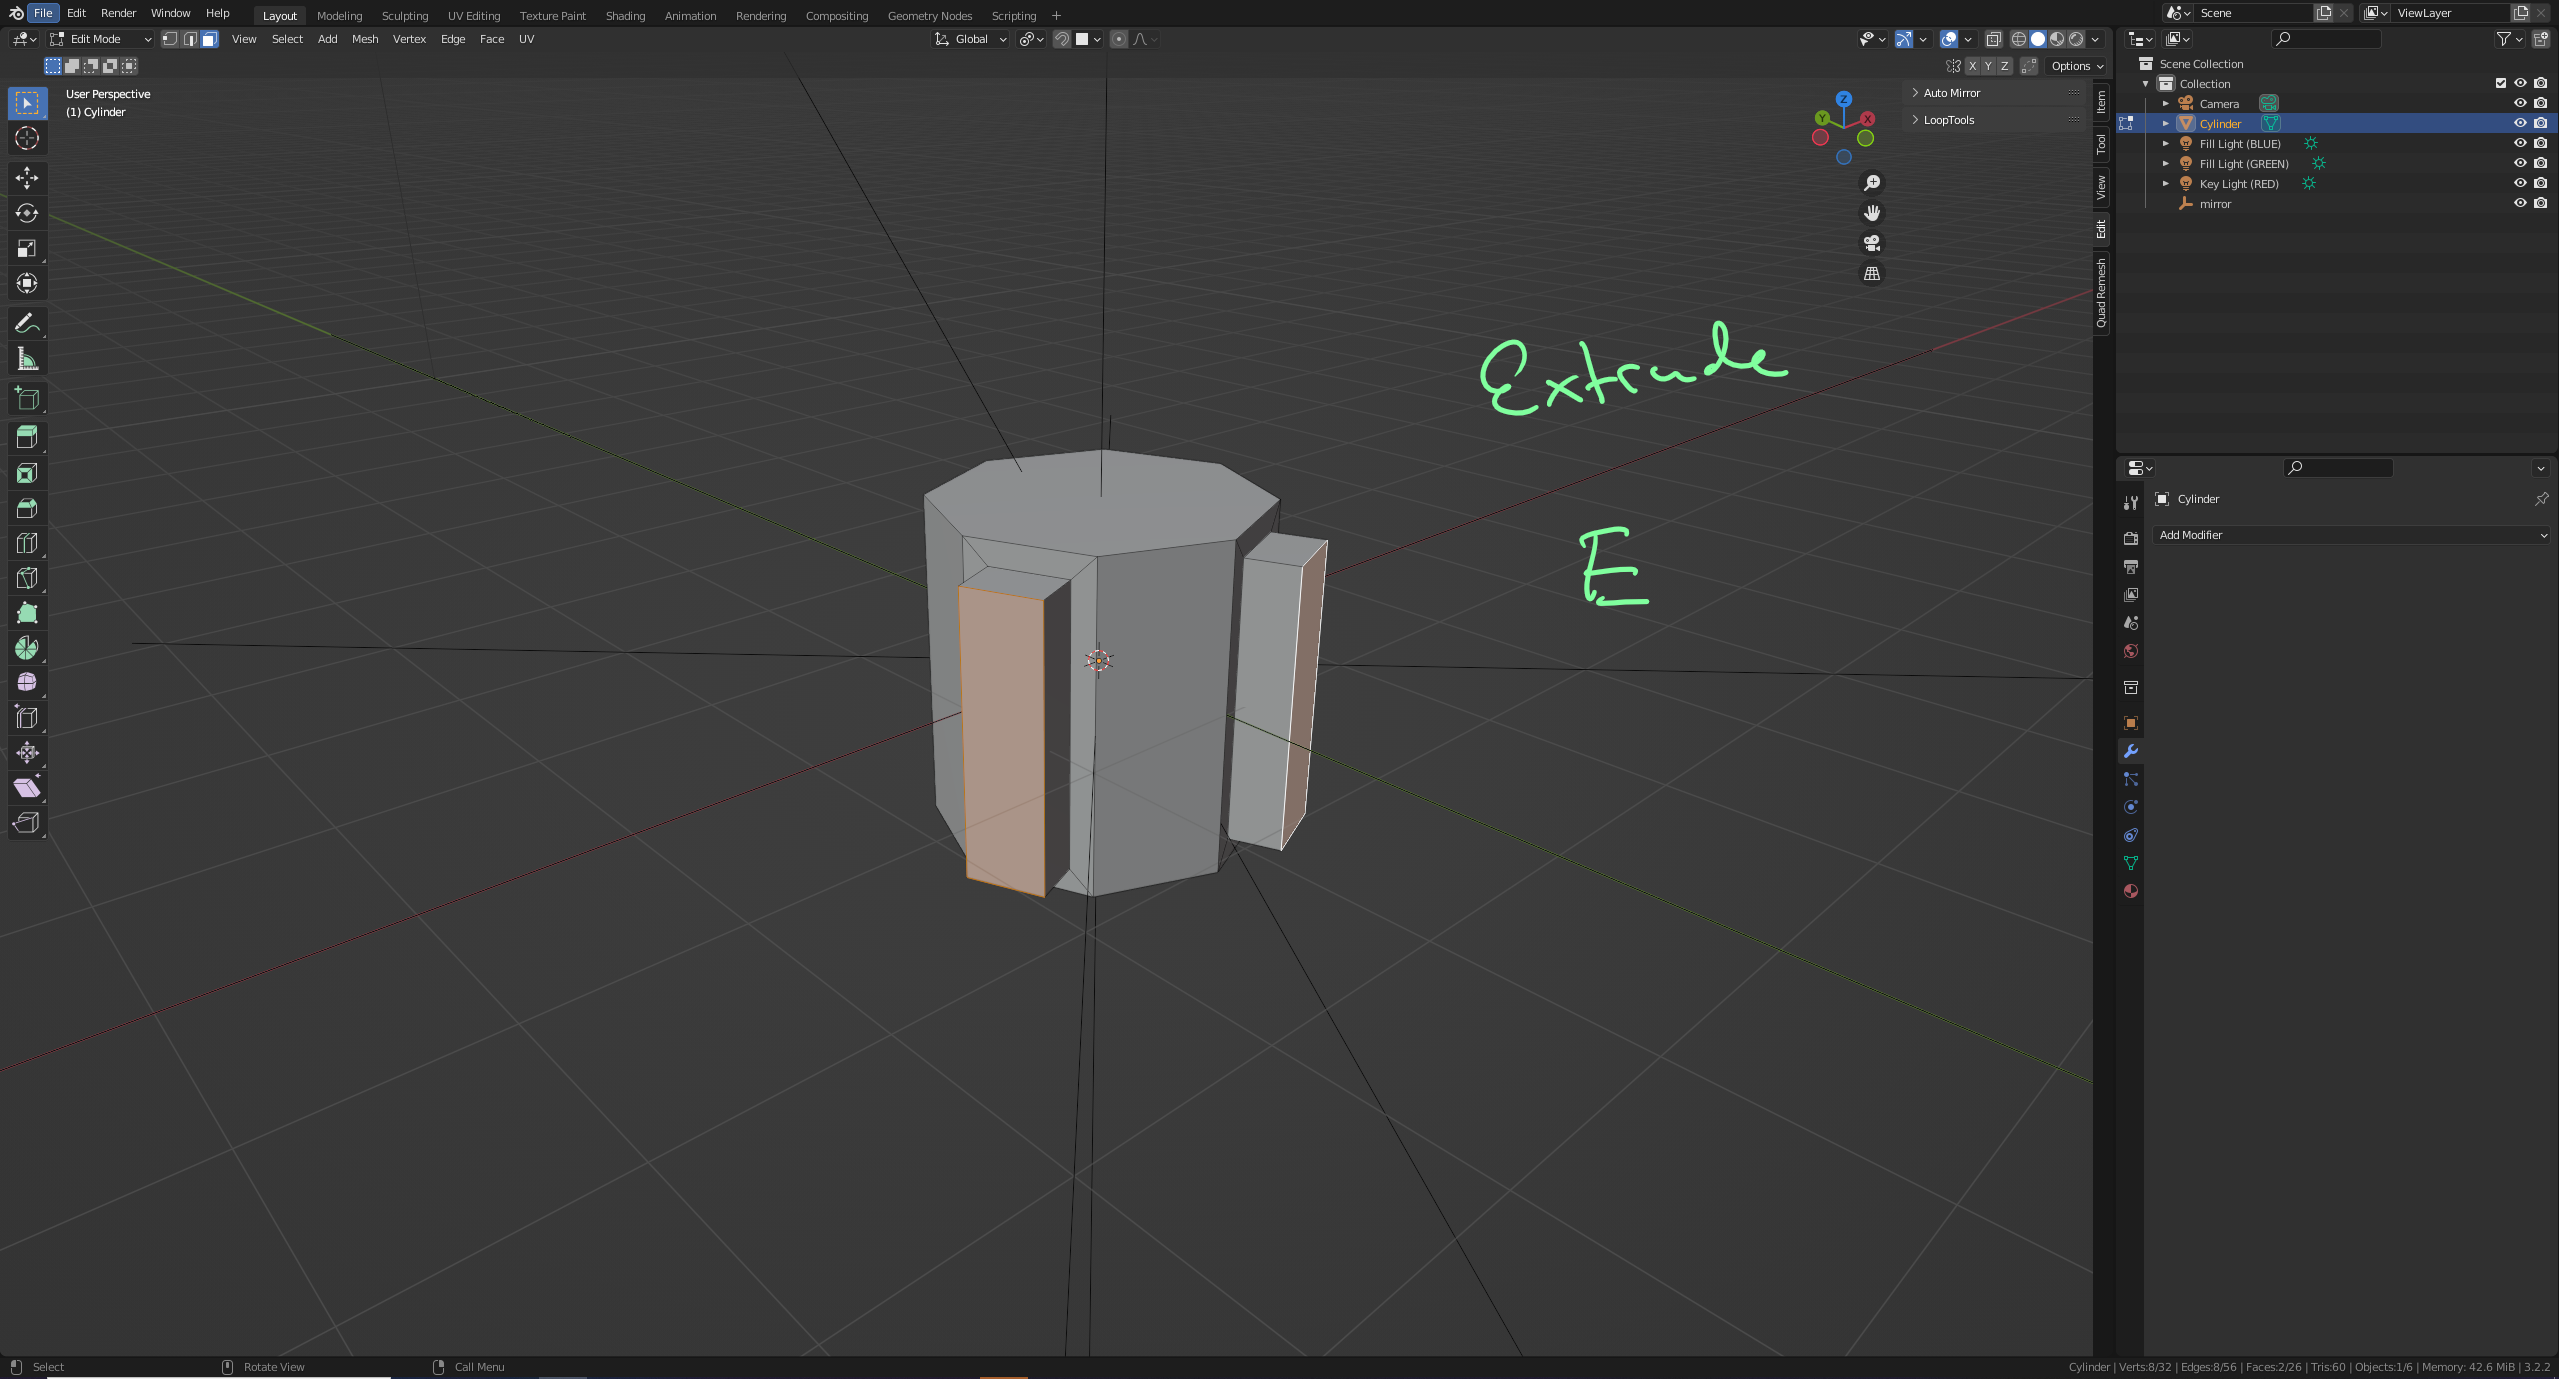 File Edit Render Window Help Layout Modeling Sculpting UV Editing Texture Paint Shading Animation Rendering Compositing Geometry Nodes Scripting + Scene ViewLayer
Edit Mode View Select Add Mesh Vertex Edge Face UV Global
X Y Z Options
User Perspective
(1) Cylinder
Z
Y
X
Auto Mirror
LoopTools
Item
Tool
View
Edit
Quad Remesh
Extrude
E
Scene Collection
Collection
Camera
Cylinder
Fill Light (BLUE)
Fill Light (GREEN)
Key Light (RED)
mirror
Cylinder
Add Modifier
Select Rotate View Call Menu
Cylinder | Verts:8/32 | Edges:8/56 | Faces:2/26 | Tris:60 | Objects:1/6 | Memory: 42.6 MiB | 3.2.2